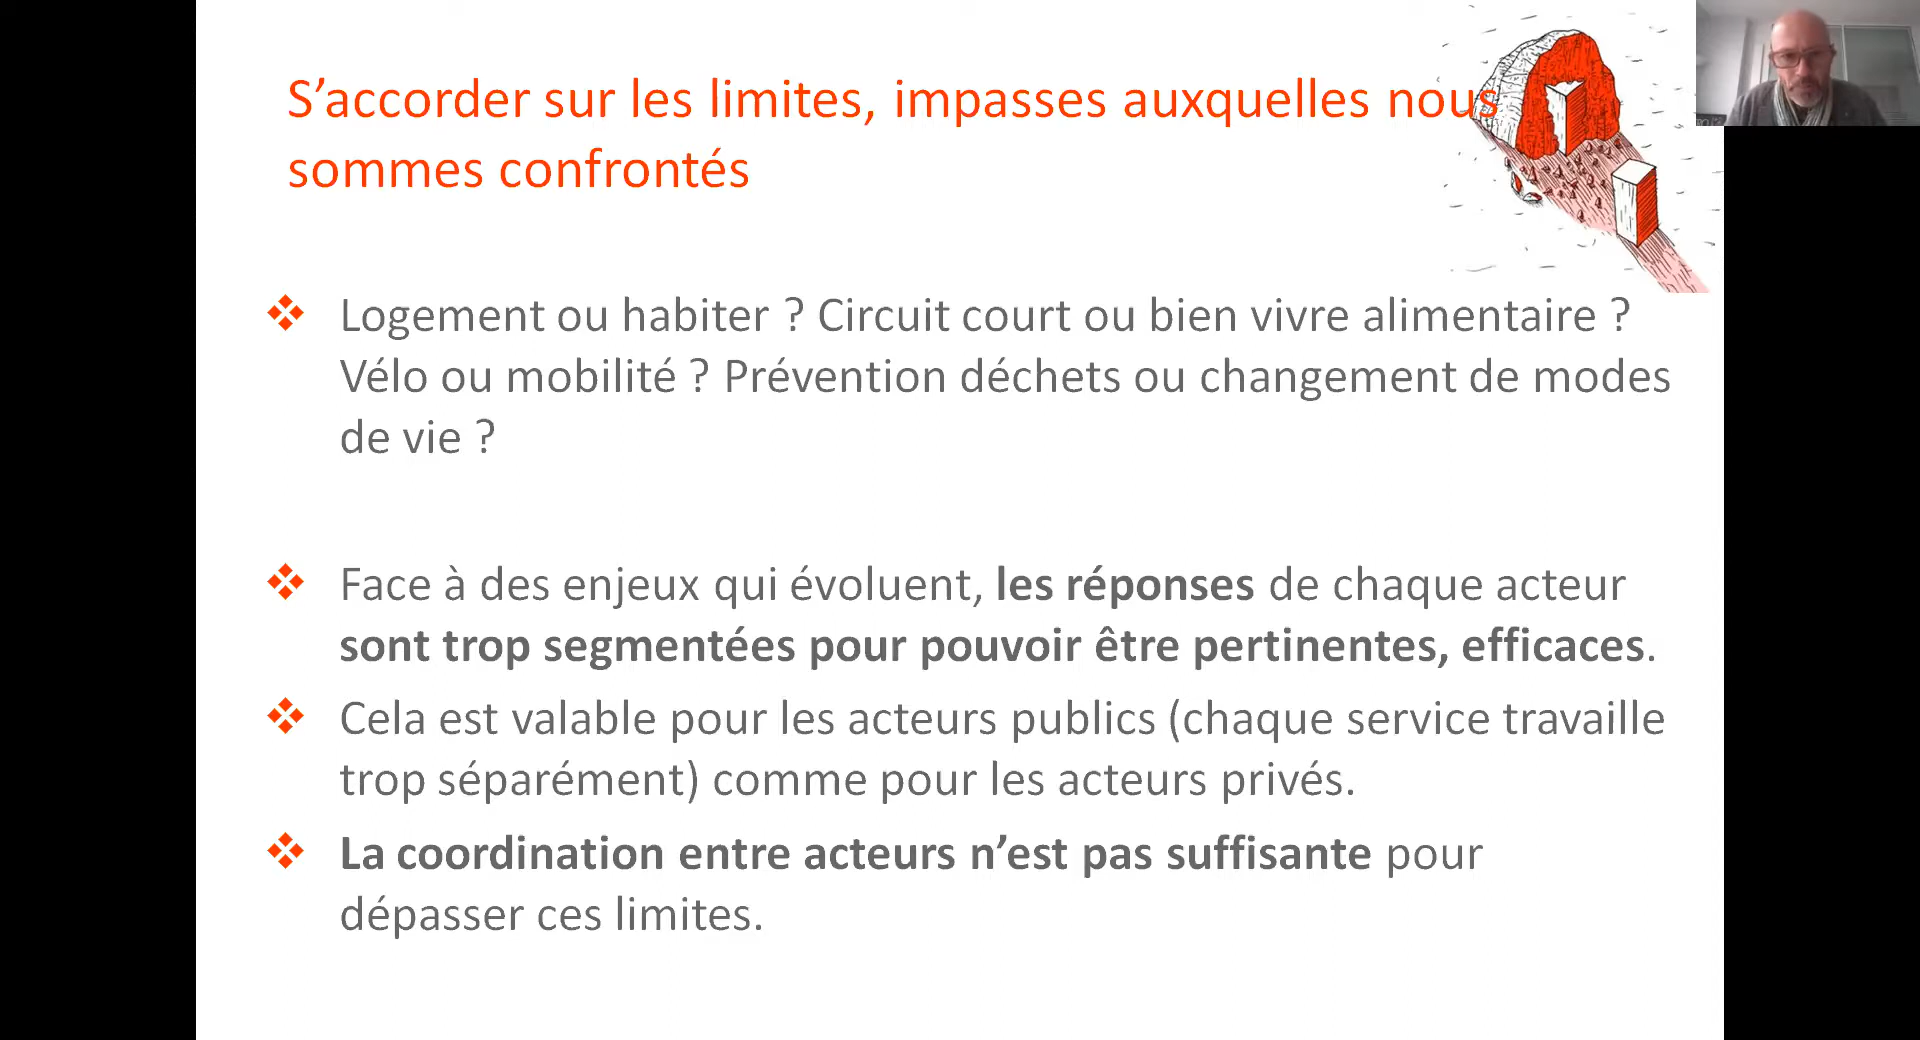 S’accorder sur les limites, impasses auxquelles nous
sommes confrontés
Logement ou habiter ? Circuit court ou bien vivre alimentaire ?
Vélo ou mobilité ? Prévention déchets ou changement de modes
de vie ?
Face à des enjeux qui évoluent, les réponses de chaque acteur
sont trop segmentées pour pouvoir être pertinentes, efficaces.
Cela est valable pour les acteurs publics (chaque service travaille
trop séparément) comme pour les acteurs privés.
La coordination entre acteurs n’est pas suffisante pour
dépasser ces limites.